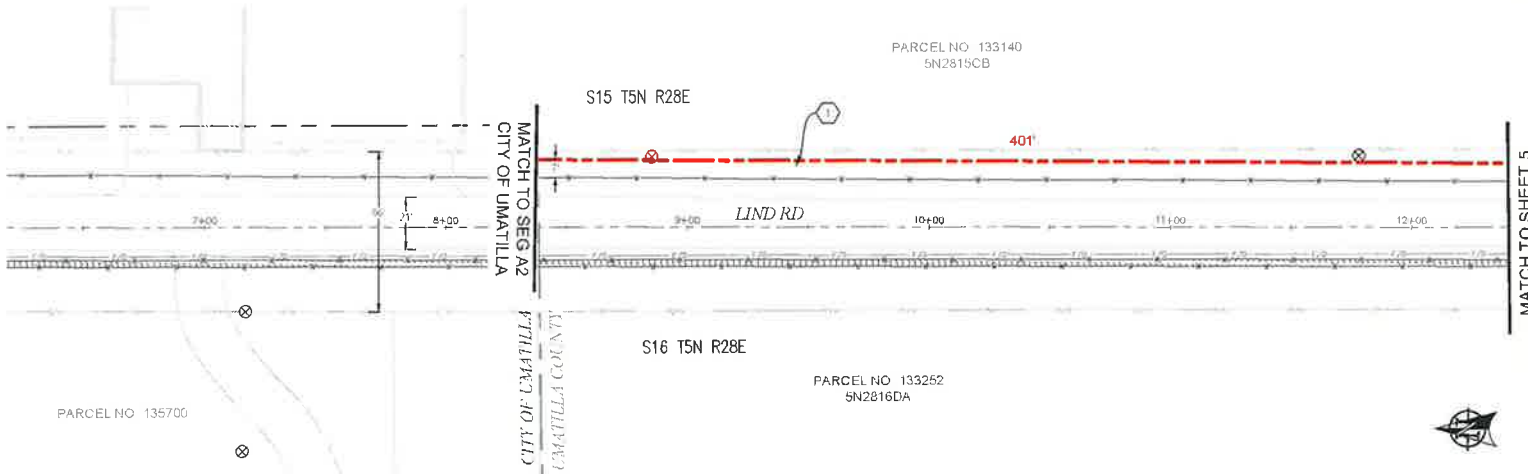 PARCEL NO 133140
5N2815CB
S15 T5N R28E
1
401'
MATCH TO SEG A2
CITY OF UMATILLA
MATCH TO SHEET 5
7+00
8+00
9+00
LIND RD
10+00
11+00
12+00
CITY OF UMATILLA
UMATILLA COUNTY
S16 T5N R28E
PARCEL NO 133252
5N2816DA
PARCEL NO 135700